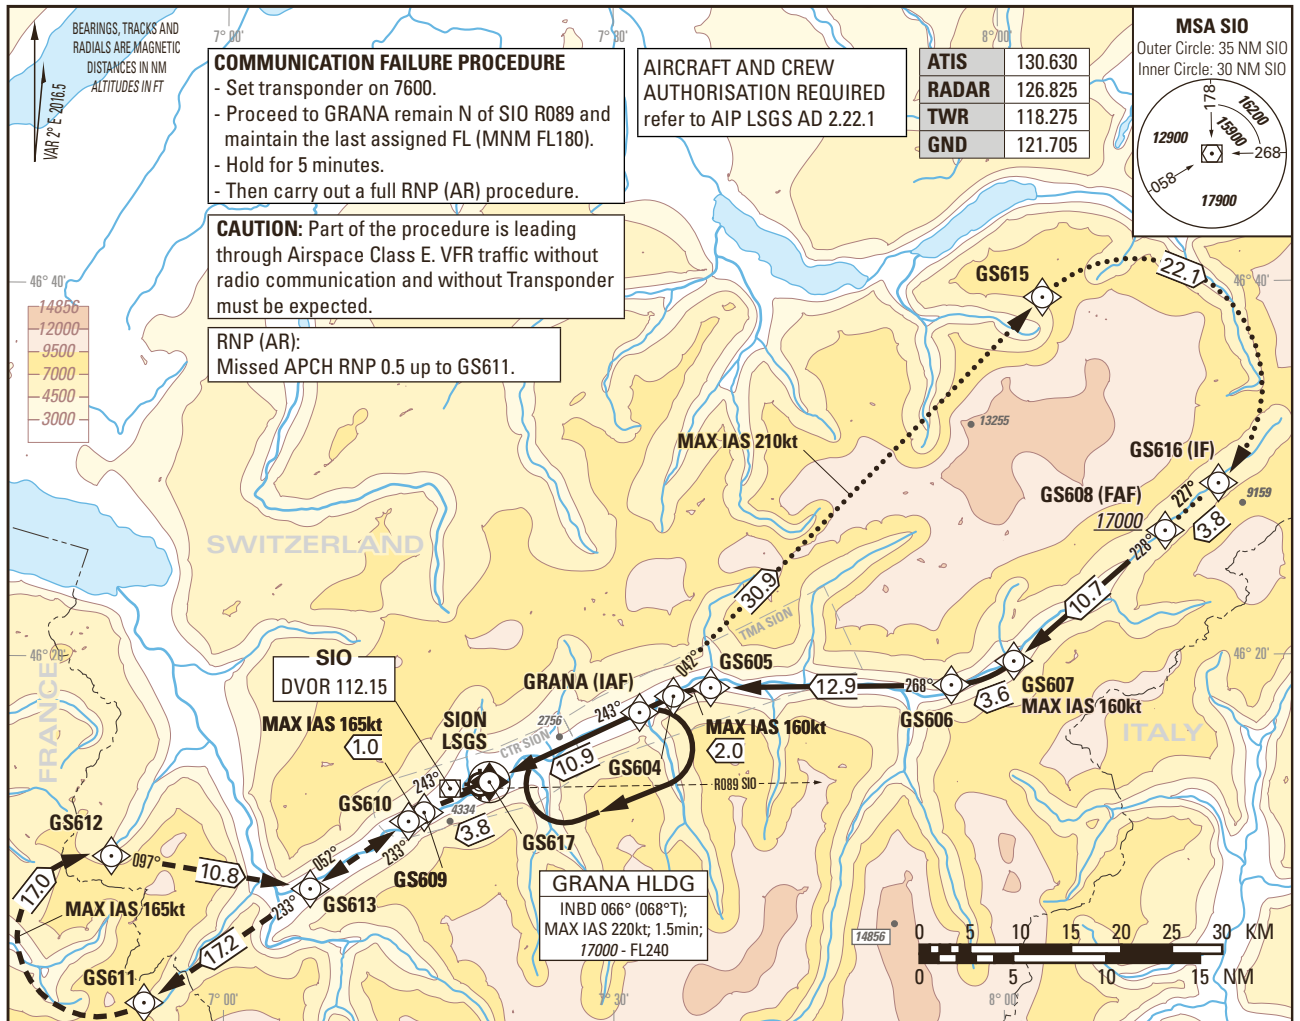 BEARINGS, TRACKS AND
RADIALS ARE MAGNETIC
DISTANCES IN NM
ALTITUDES IN FT
VAR 2° E 2016.5
7° 00'
7° 30'
8° 00'
COMMUNICATION FAILURE PROCEDURE
- Set transponder on 7600.
- Proceed to GRANA remain N of SIO R089 and
maintain the last assigned FL (MNM FL180).
- Hold for 5 minutes.
- Then carry out a full RNP (AR) procedure.
CAUTION: Part of the procedure is leading
through Airspace Class E. VFR traffic without
radio communication and without Transponder
must be expected.
RNP (AR):
Missed APCH RNP 0.5 up to GS611.
AIRCRAFT AND CREW
AUTHORISATION REQUIRED
refer to AIP LSGS AD 2.22.1
ATIS 130.630
RADAR 126.825
TWR 118.275
GND 121.705
MSA SIO
Outer Circle: 35 NM SIO
Inner Circle: 30 NM SIO
178
16200
15900
12900
268
058
17900
46° 40'
46° 40'
14856
12000
9500
7000
4500
3000
GS615
22.1
13255
MAX IAS 210kt
GS616 (IF)
227°
9159
GS608 (FAF)
17000
3.8
228°
SWITZERLAND
10.7
30.9
TMA SION
46° 20'
46° 20'
FRANCE
SIO
DVOR 112.15
042°
GS605
GRANA (IAF)
12.9
268°
GS607
3.6
MAX IAS 160kt
GS606
ITALY
MAX IAS 165kt
1.0
SION
LSGS
2756
243°
CTR SION
MAX IAS 160kt
2.0
10.9
GS604
R089 SIO
243°
GS610
4334
3.8
GS617
GS612
233°
052°
GS609
097°
10.8
17.0
GS613
233°
MAX IAS 165kt
17.2
GS611
GRANA HLDG
INBD 066° (068°T);
MAX IAS 220kt; 1.5min;
17000 - FL240
14856
0 5 10 15 20 25 30 KM
0 5 10 15 NM
7° 00'
7° 30'
8° 00'